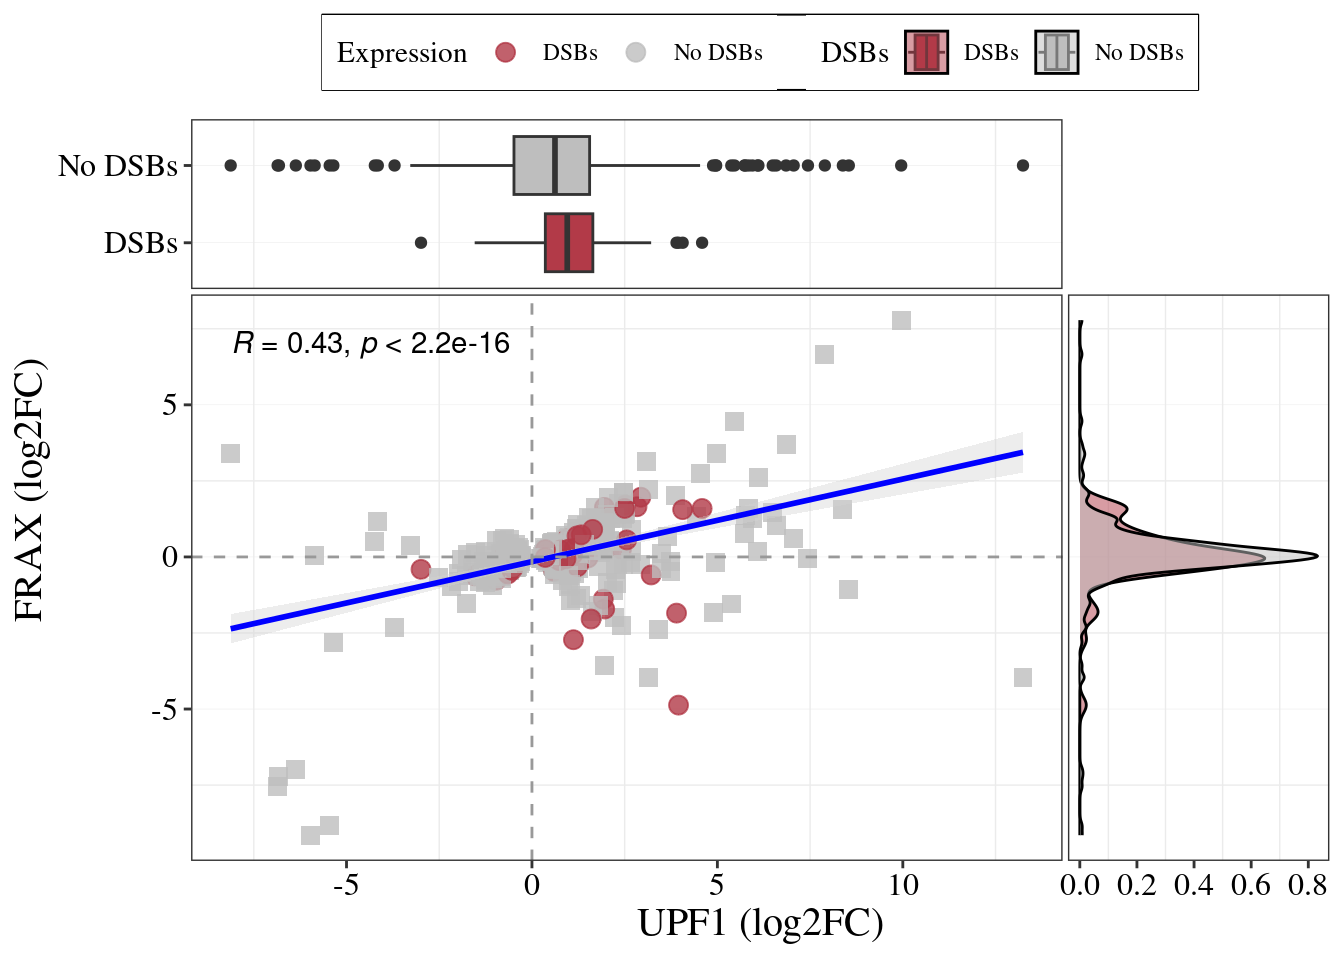 Expression DSBs No DSBs DSBs DSBs No DSBs
No DSBs
DSBs
R = 0.43, p < 2.2e-16
FRAX (log2FC)
5
0
-5
-5 0 5 10
0.0 0.2 0.4 0.6 0.8
UPF1 (log2FC)